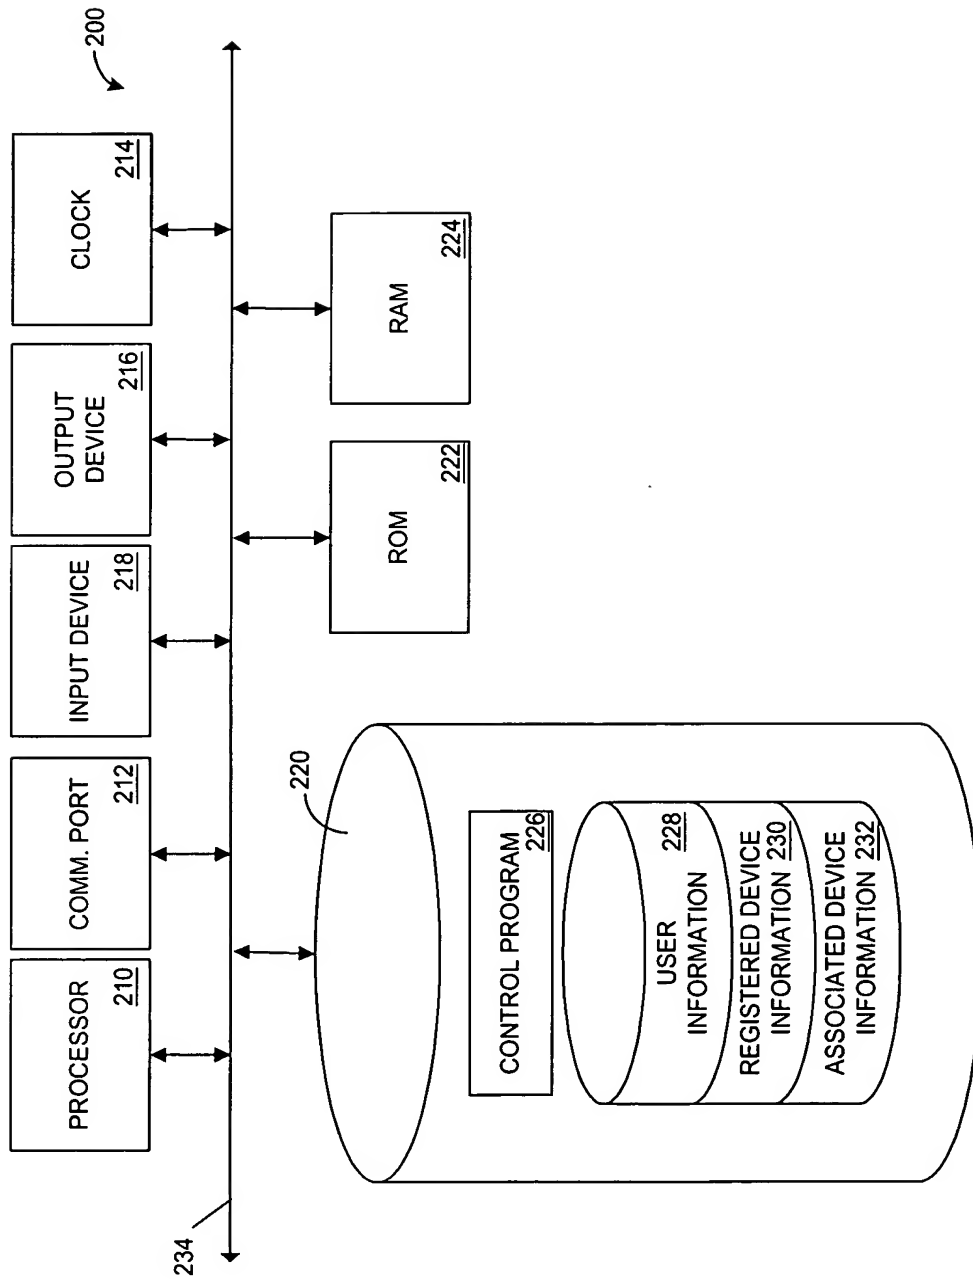 200
PROCESSOR
210
COMM. PORT
212
INPUT DEVICE
218
OUTPUT
DEVICE
216
CLOCK
214
234
220
ROM
222
RAM
224
CONTROL PROGRAM
226
USER
INFORMATION
228
REGISTERED DEVICE
INFORMATION 230
ASSOCIATED DEVICE
INFORMATION 232